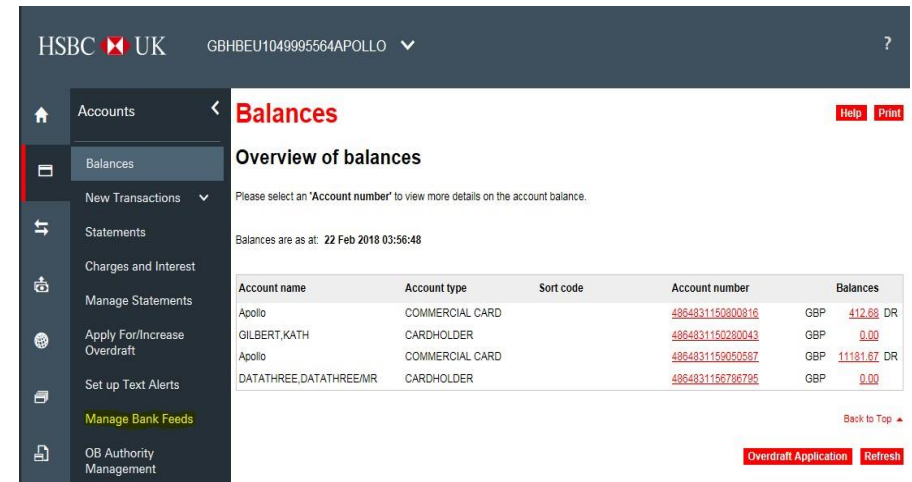 HSBC UK GBHBEU1049995564APOLLO ?
Accounts
Balances
New Transactions
Statements
Charges and Interest
Manage Statements
Apply For/Increase
Overdraft
Set up Text Alerts
Manage Bank Feeds
OB Authority
Management
Balances
Help Print
Overview of balances
Please select an 'Account number' to view more details on the account balance.
Balances are as at: 22 Feb 2018 03:56:48
Account name Account type Sort code Account number Balances
Apollo COMMERCIAL CARD 4864831150800816 GBP 412.68 DR
GILBERT,KATH CARDHOLDER 4864831150280043 GBP 0.00
Apollo COMMERCIAL CARD 4864831159050587 GBP 11181.67 DR
DATATHREE,DATATHREE/MR CARDHOLDER 4864831156786795 GBP 0.00
Back to Top
Overdraft Application Refresh